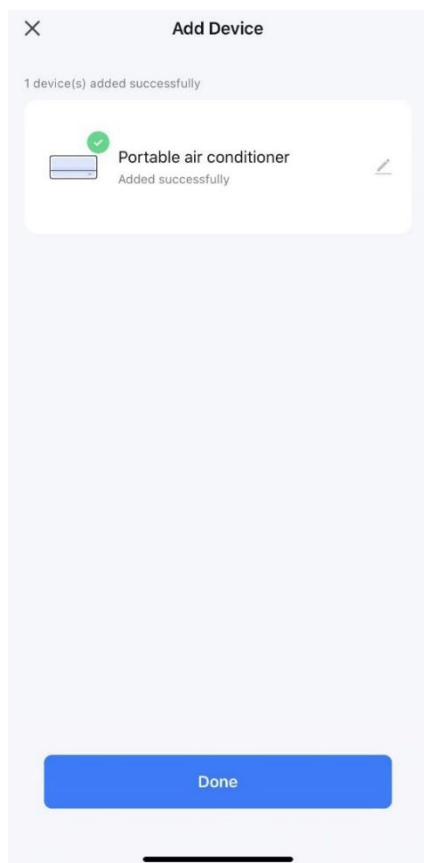 Add Device
1 device(s) added successfully
Portable air conditioner
Added successfully
Done